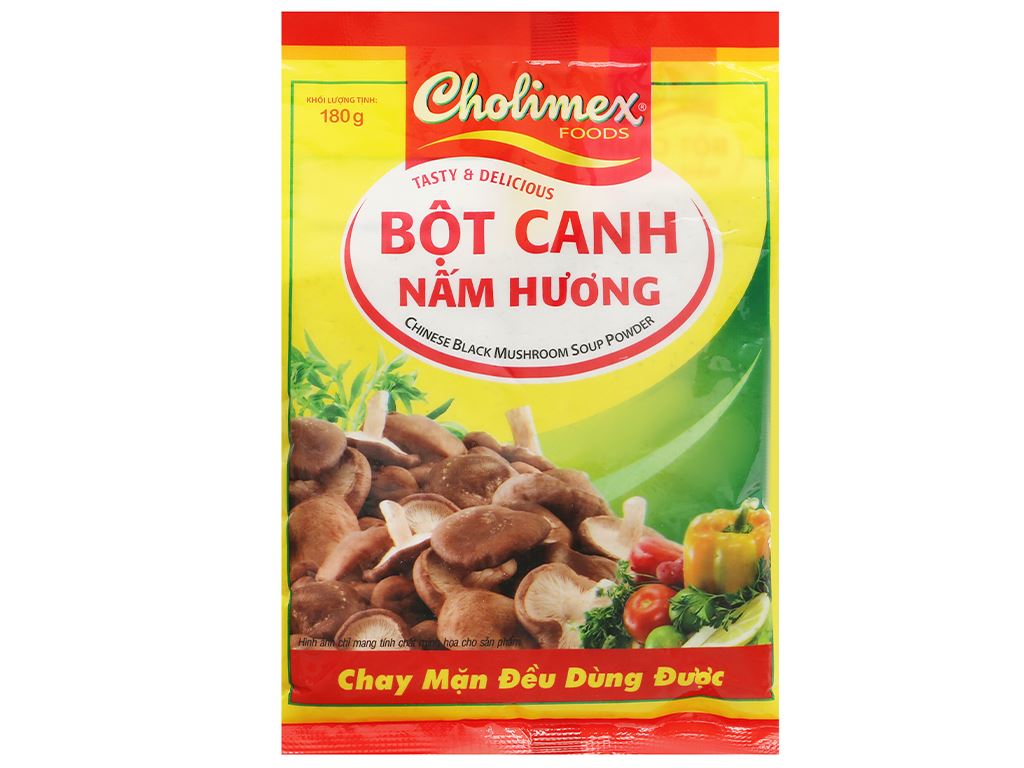 KHỐI LƯỢNG TỊNH:
180 g
Cholimex®
FOODS
TASTY & DELICIOUS
BỘT CANH
NẤM HƯƠNG
CHINESE BLACK MUSHROOM SOUP POWDER
Hình ảnh chỉ mang tính chất minh họa cho sản phẩm
Chay Mặn Đều Dùng Được